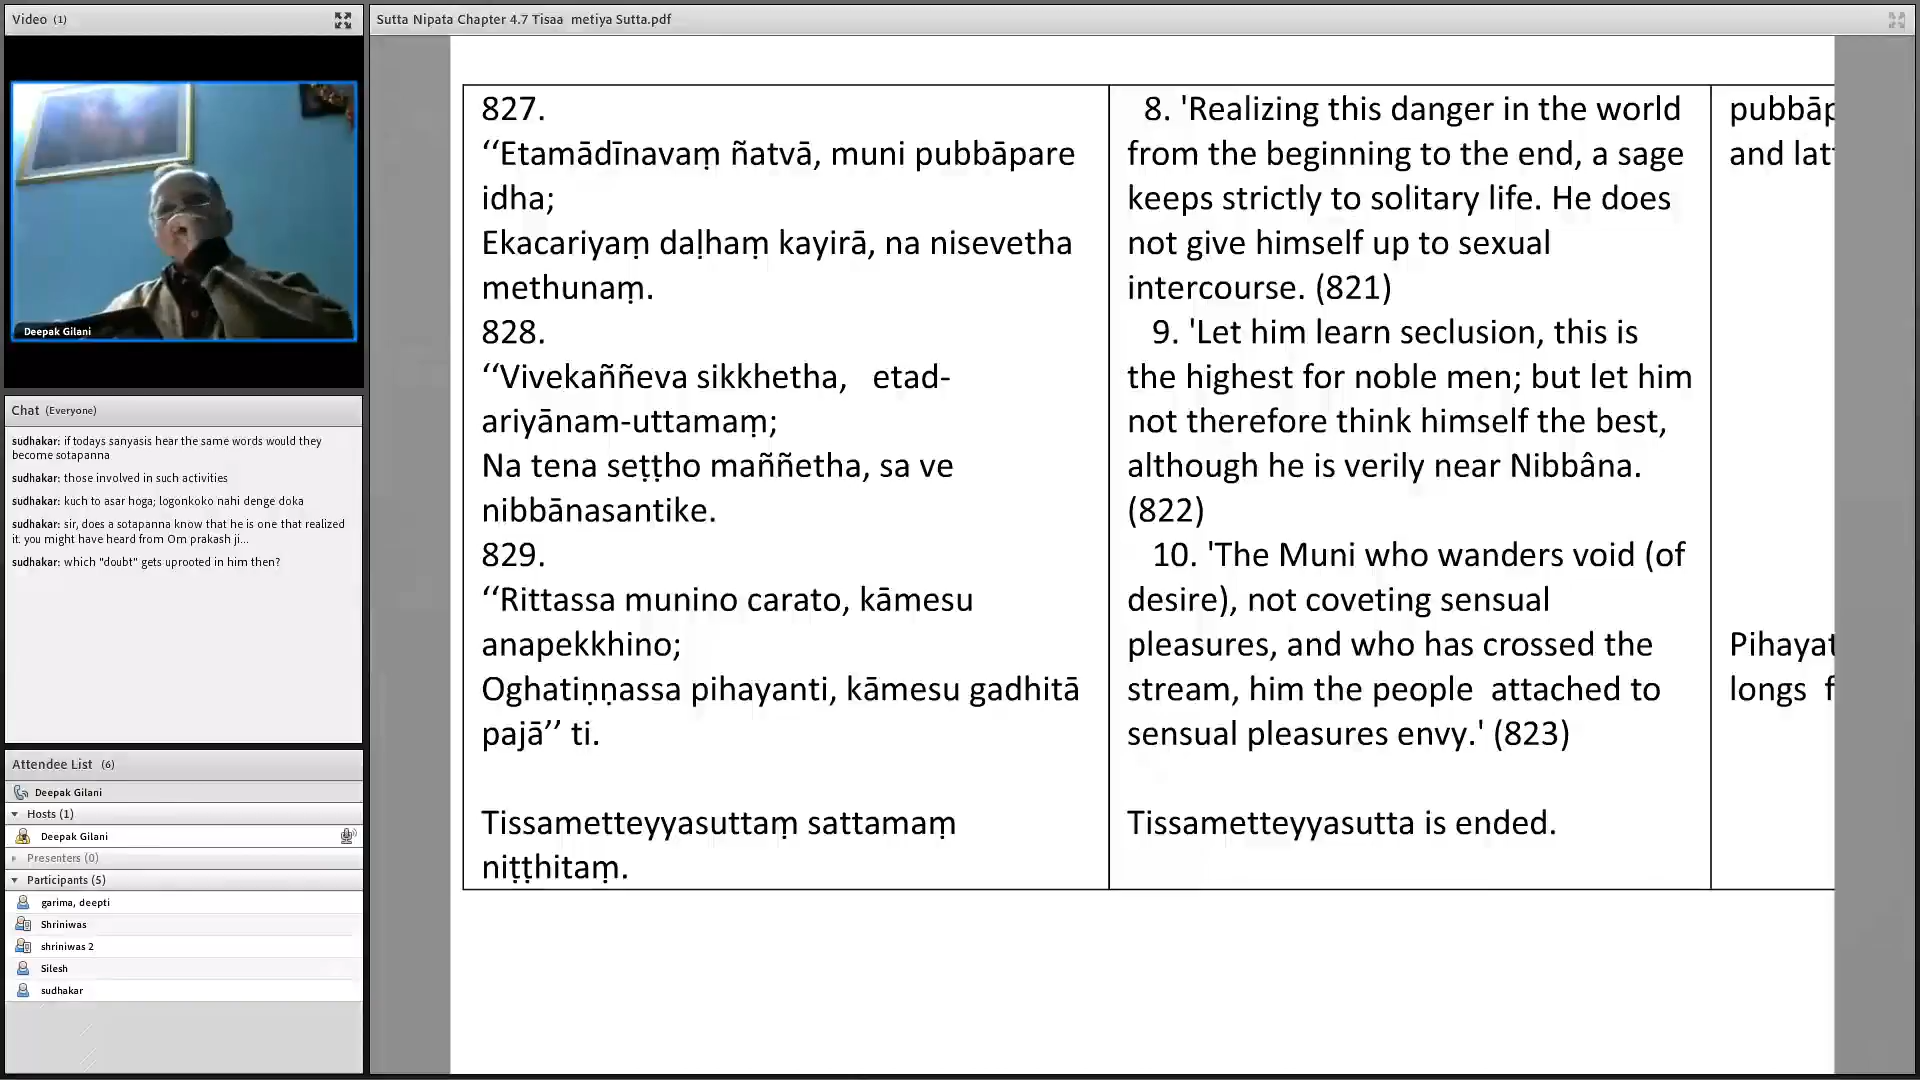 Video (1)
Deepak Gilani
Chat (Everyone)
sudhakar: if todays sanyasis hear the same words would they
become sotapanna
sudhakar: those involved in such activities
sudhakar: kuch to asar hoga; logonkoko nahi denge doka
sudhakar: sir, does a sotapanna know that he is one that realized
it. you might have heard from Om prakash ji...
sudhakar: which "doubt" gets uprooted in him then?
Attendee List (6)
Deepak Gilani
Hosts (1)
Deepak Gilani
Presenters (0)
Participants (5)
garima, deepti
Shriniwas
shriniwas 2
Silesh
sudhakar
Sutta Nipata Chapter 4.7 Tisaa metiya Sutta.pdf
827.
‘‘Etamādīnavaṃ ñatvā, muni pubbāpare
idha;
Ekacariyaṃ daḷhaṃ kayirā, na nisevetha
methunaṃ.
828.
‘‘Vivekaññeva sikkhetha, etad-
ariyānam-uttamaṃ;
Na tena seṭṭho maññetha, sa ve
nibbānasantike.
829.
‘‘Rittassa munino carato, kāmesu
anapekkhino;
Oghatiṇṇassa pihayanti, kāmesu gadhitā
pajā’’ ti.
Tissametteyyasuttaṃ sattamaṃ
niṭṭhitaṃ.
8. 'Realizing this danger in the world
from the beginning to the end, a sage
keeps strictly to solitary life. He does
not give himself up to sexual
intercourse. (821)
9. 'Let him learn seclusion, this is
the highest for noble men; but let him
not therefore think himself the best,
although he is verily near Nibbâna.
(822)
10. 'The Muni who wanders void (of
desire), not coveting sensual
pleasures, and who has crossed the
stream, him the people attached to
sensual pleasures envy.' (823)
Tissametteyyasutta is ended.
and
longs